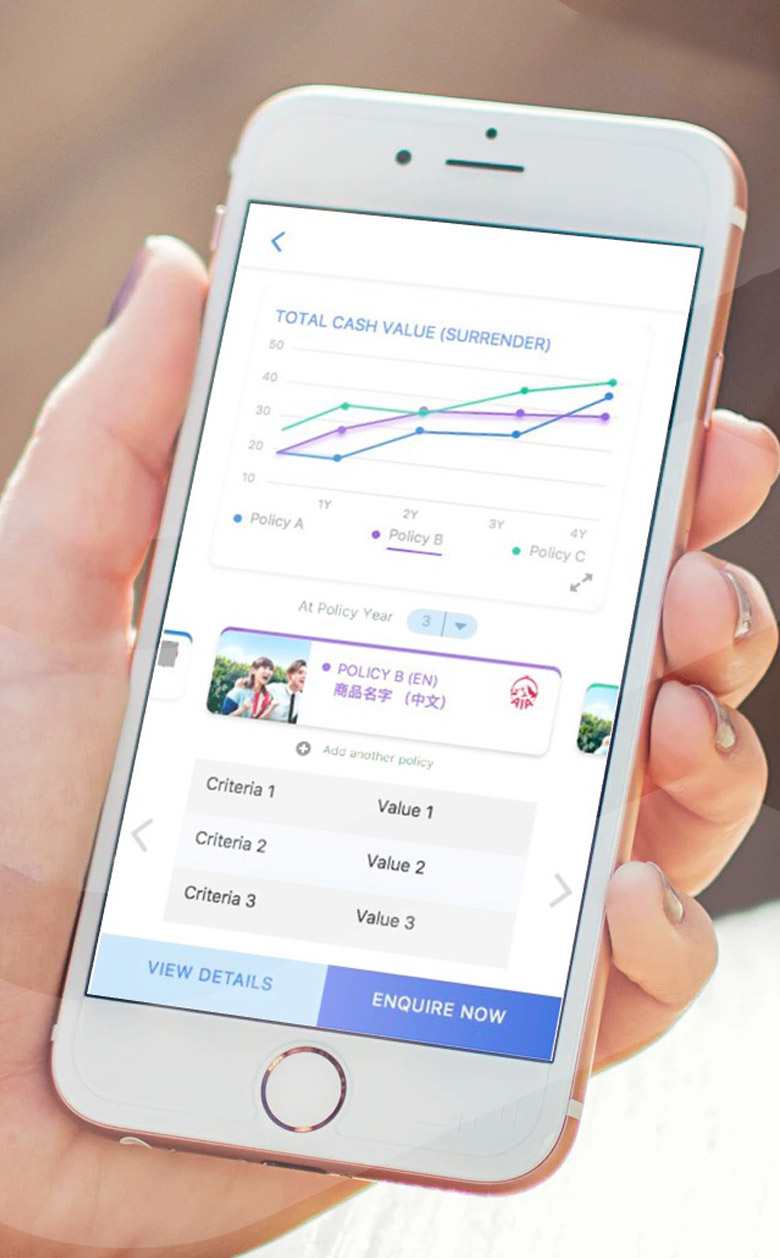 TOTAL CASH VALUE (SURRENDER)
50
40
30
20
10
1Y 2Y 3Y 4Y
Policy A Policy B Policy C
At Policy Year 3
POLICY B (EN)
商品名字 (中文)
AIA
Add another policy
Criteria 1 Value 1
Criteria 2 Value 2
Criteria 3 Value 3
VIEW DETAILS ENQUIRE NOW